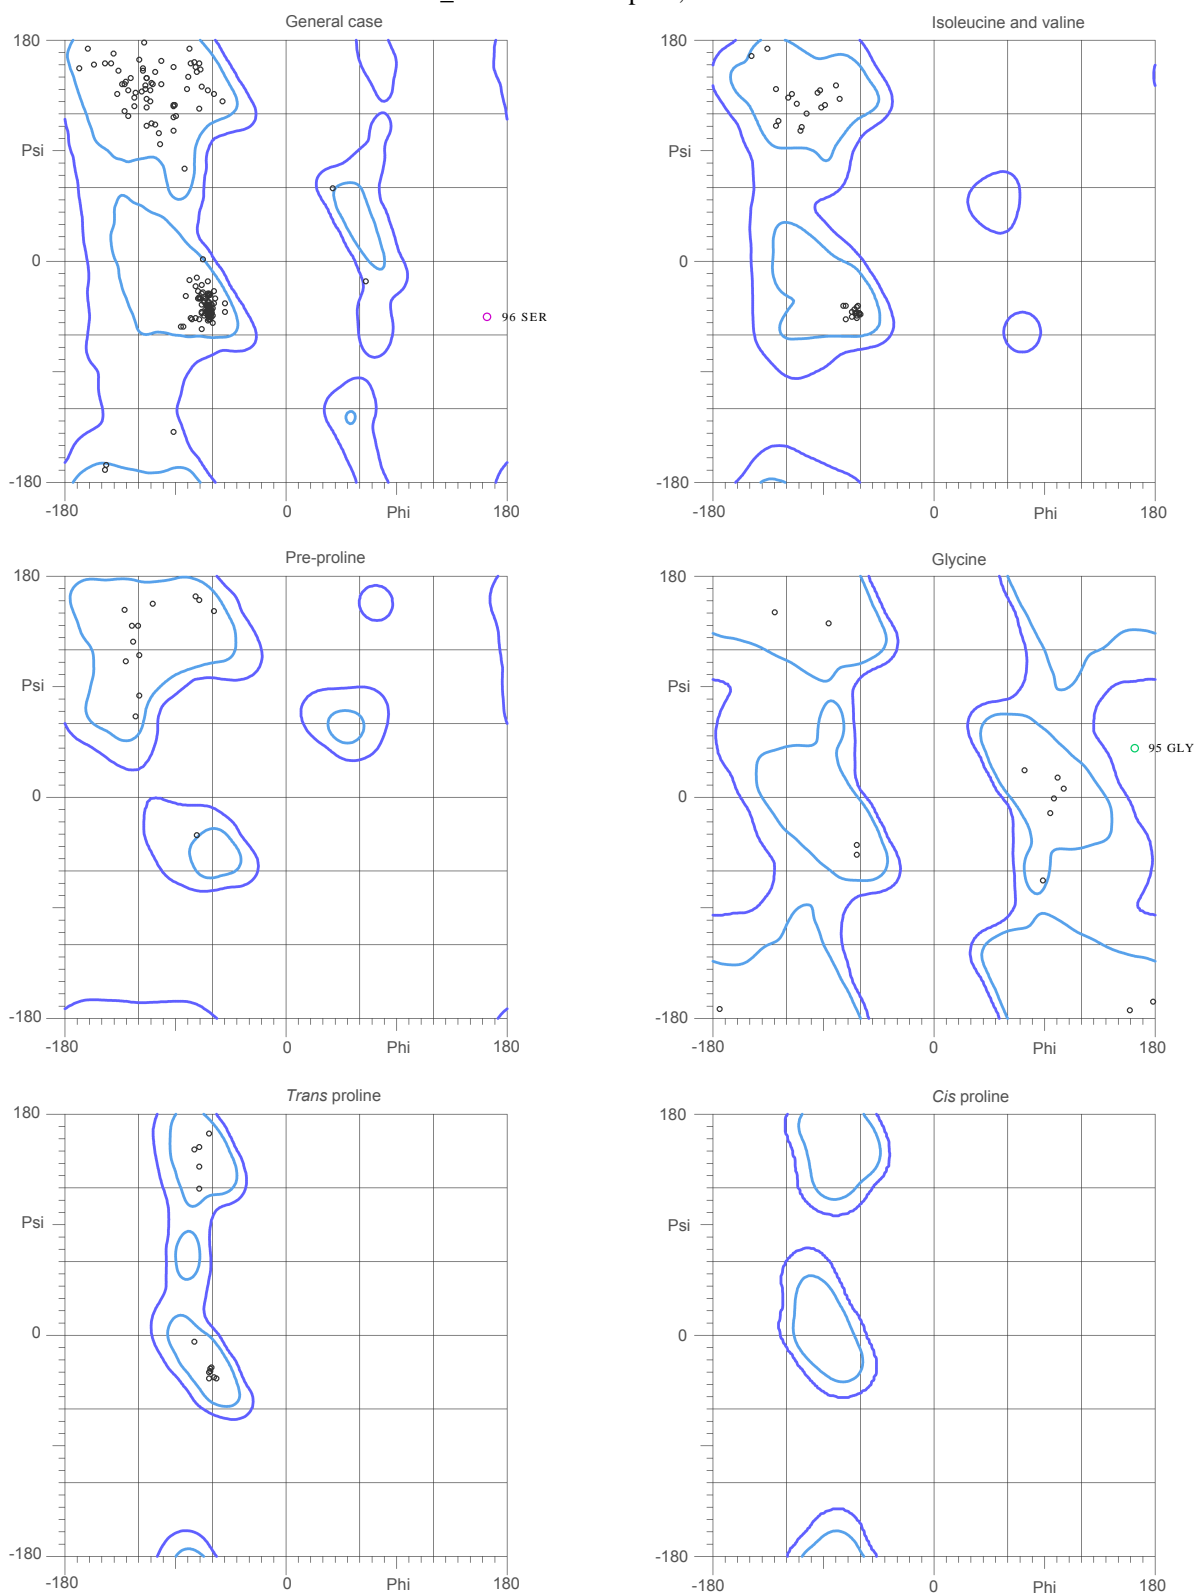 General case
Isoleucine and valine
180
180
Psi
Psi
0
0
96 SER
-180
-180
-180
0
Phi
180
-180
0
Phi
180
Pre-proline
Glycine
180
180
Psi
Psi
95 GLY
0
0
-180
-180
-180
0
Phi
180
-180
0
Phi
180
Trans proline
Cis proline
180
180
Psi
Psi
0
0
-180
-180
-180
0
Phi
180
-180
0
Phi
180